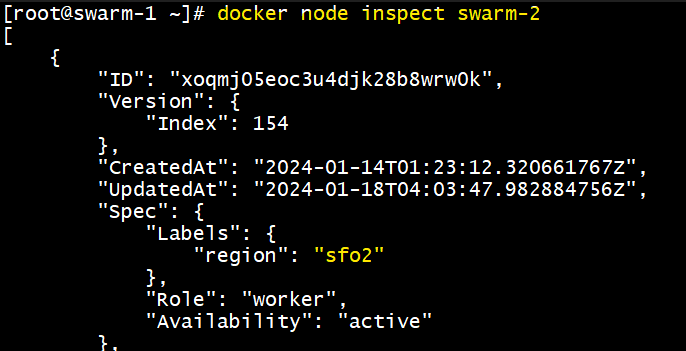 [root@swarm-1 ~]# docker node inspect swarm-2
[
    {
        "ID": "xoqmj05eoc3u4djk28b8wrw0k",
        "Version": {
            "Index": 154
        },
        "CreatedAt": "2024-01-14T01:23:12.320661767Z",
        "UpdatedAt": "2024-01-18T04:03:47.982884756Z",
        "Spec": {
            "Labels": {
                "region": "sfo2"
            },
            "Role": "worker",
            "Availability": "active"
        },